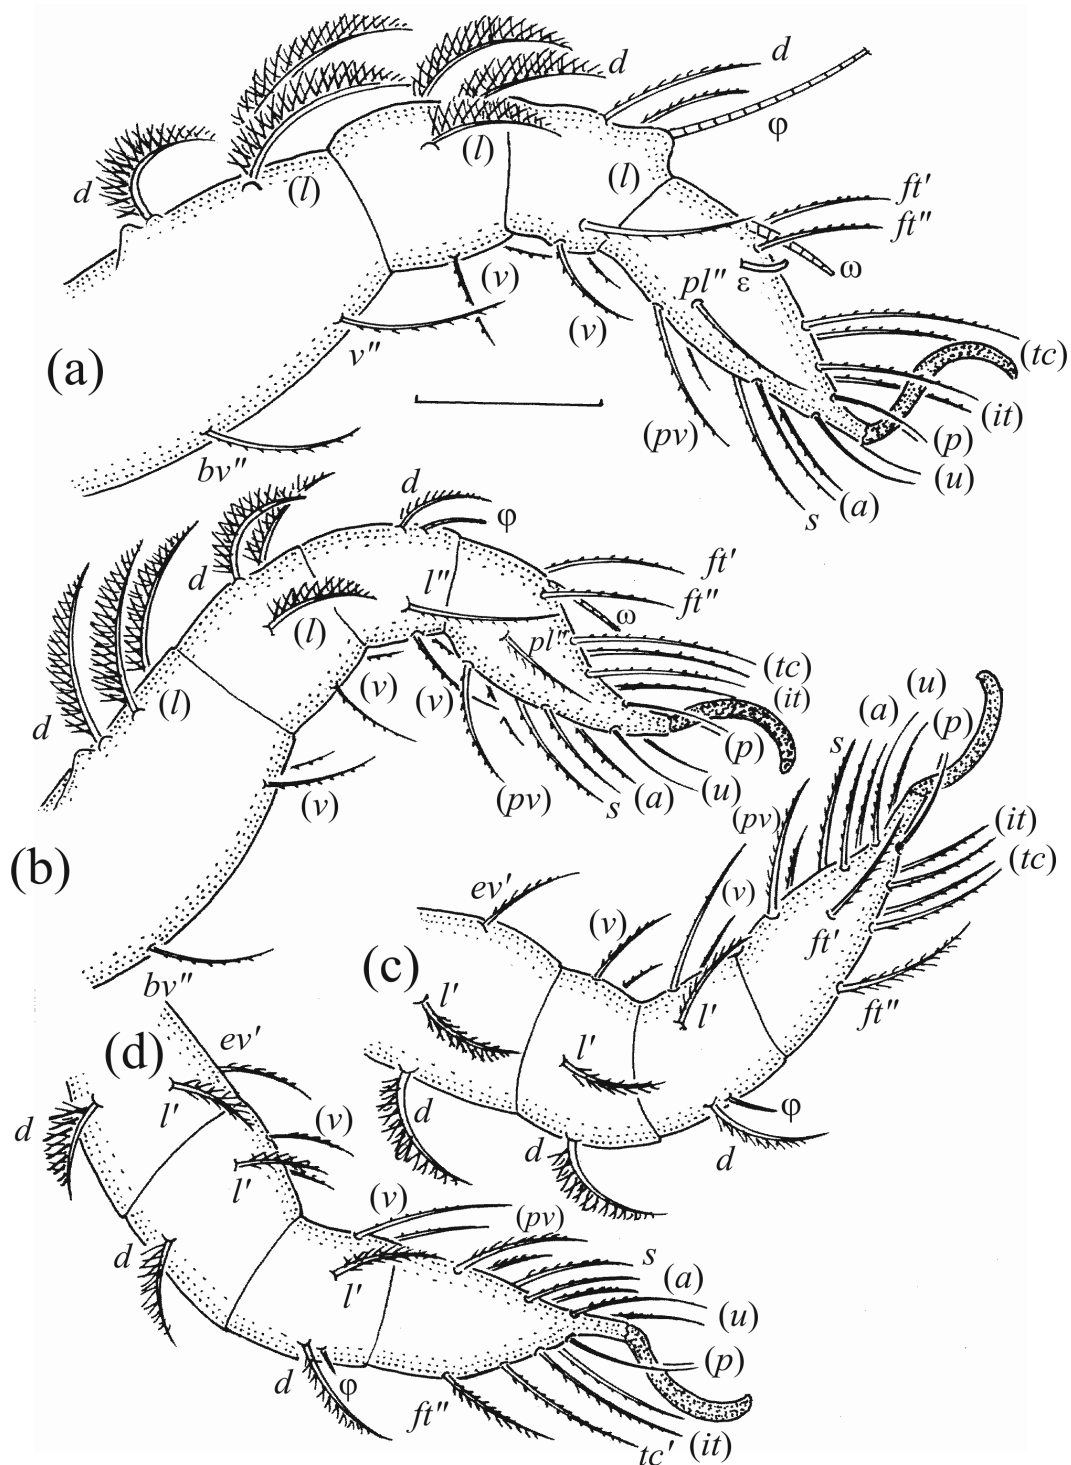 d
d
φ
d
(l)
(l)
(l)
ft'
ft"
ω
ε
pl"
(v)
(v)
v"
(a)
(tc)
(it)
(p)
(pv)
(u)
(a)
s
bv"
d
φ
d
ft'
l"
ft"
ω
(l)
pl"
(tc)
(l)
(v)
(v)
(it)
d
(p)
(u)
(a)
(u)
(p)
s
(v)
(pv)
s
(a)
(pv)
(it)
(tc)
(b)
ev'
(v)
(v)
ft'
bv"
(c)
l'
l'
ft"
(d)
ev'
l'
l'
d
φ
d
d
d
(v)
l'
(v)
(pv)
d
s
(a)
l'
(u)
(p)
d
φ
ft"
tc'
(it)